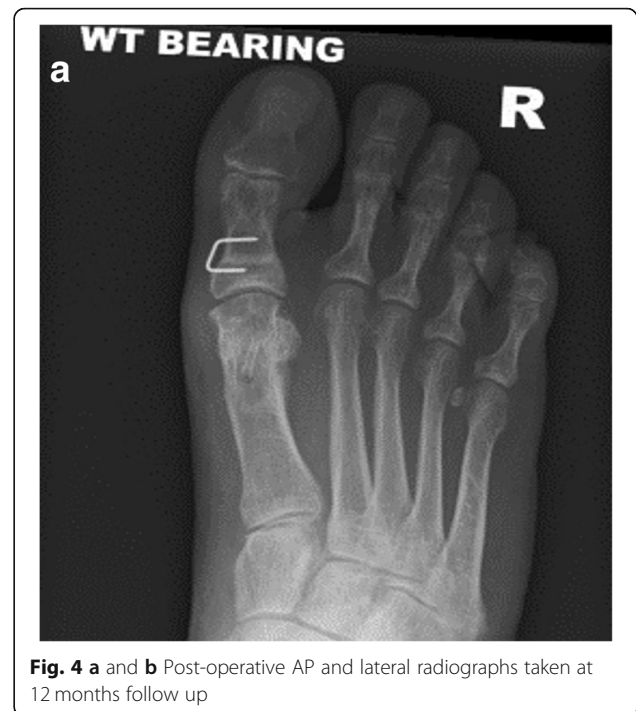 WT BEARING
a
R
Fig. 4 a and b Post-operative AP and lateral radiographs taken at
12 months follow up